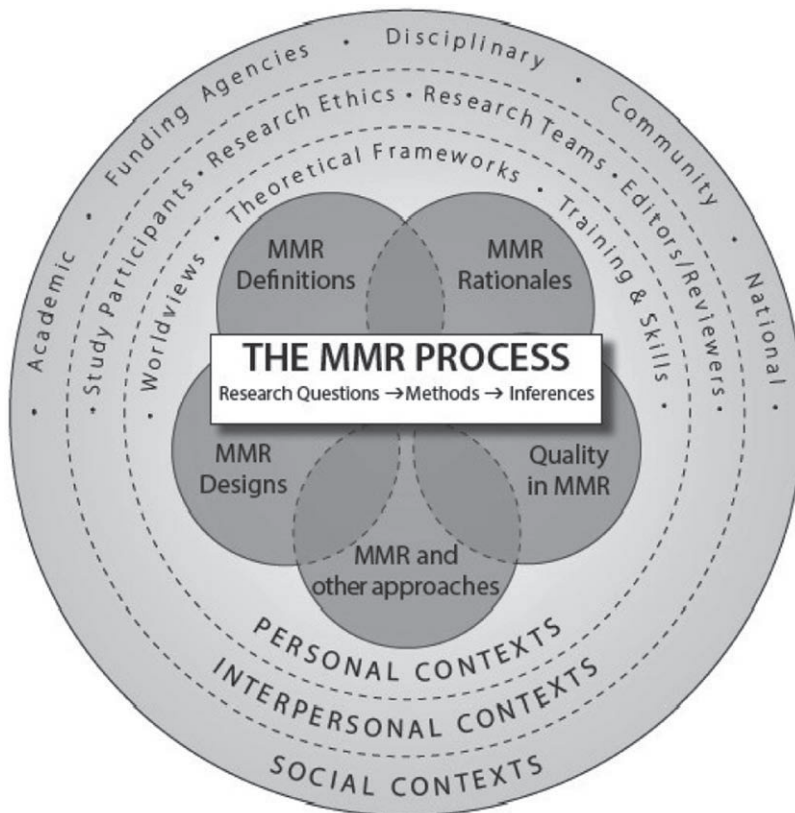 • Academic • Funding Agencies • Disciplinary • Community • National •
• Study Participants • Research Ethics • Research Teams • Editors/Reviewers •
• Worldviews • Theoretical Frameworks • Training & Skills •
MMR
Definitions
MMR
Rationales
THE MMR PROCESS
Research Questions → Methods → Inferences
MMR
Designs
Quality
in MMR
MMR and
other approaches
PERSONAL CONTEXTS
INTERPERSONAL CONTEXTS
SOCIAL CONTEXTS